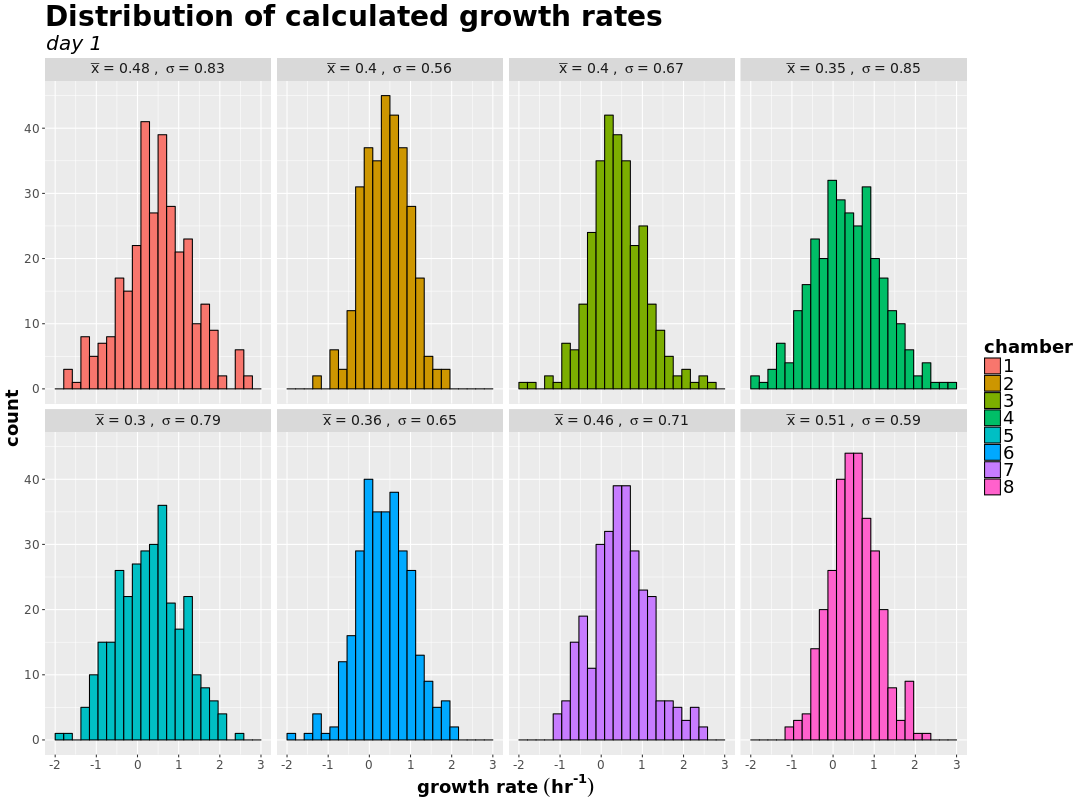 Distribution of calculated growth rates
day 1
x̅ = 0.48 , σ = 0.83
x̅ = 0.4 , σ = 0.56
x̅ = 0.4 , σ = 0.67
x̅ = 0.35 , σ = 0.85
40
30
20
10
0
x̅ = 0.3 , σ = 0.79
x̅ = 0.36 , σ = 0.65
x̅ = 0.46 , σ = 0.71
x̅ = 0.51 , σ = 0.59
40
30
20
10
0
-2 -1 0 1 2 3
-2 -1 0 1 2 3
-2 -1 0 1 2 3
-2 -1 0 1 2 3
growth rate (hr⁻¹)
count
chamber
1
2
3
4
5
6
7
8